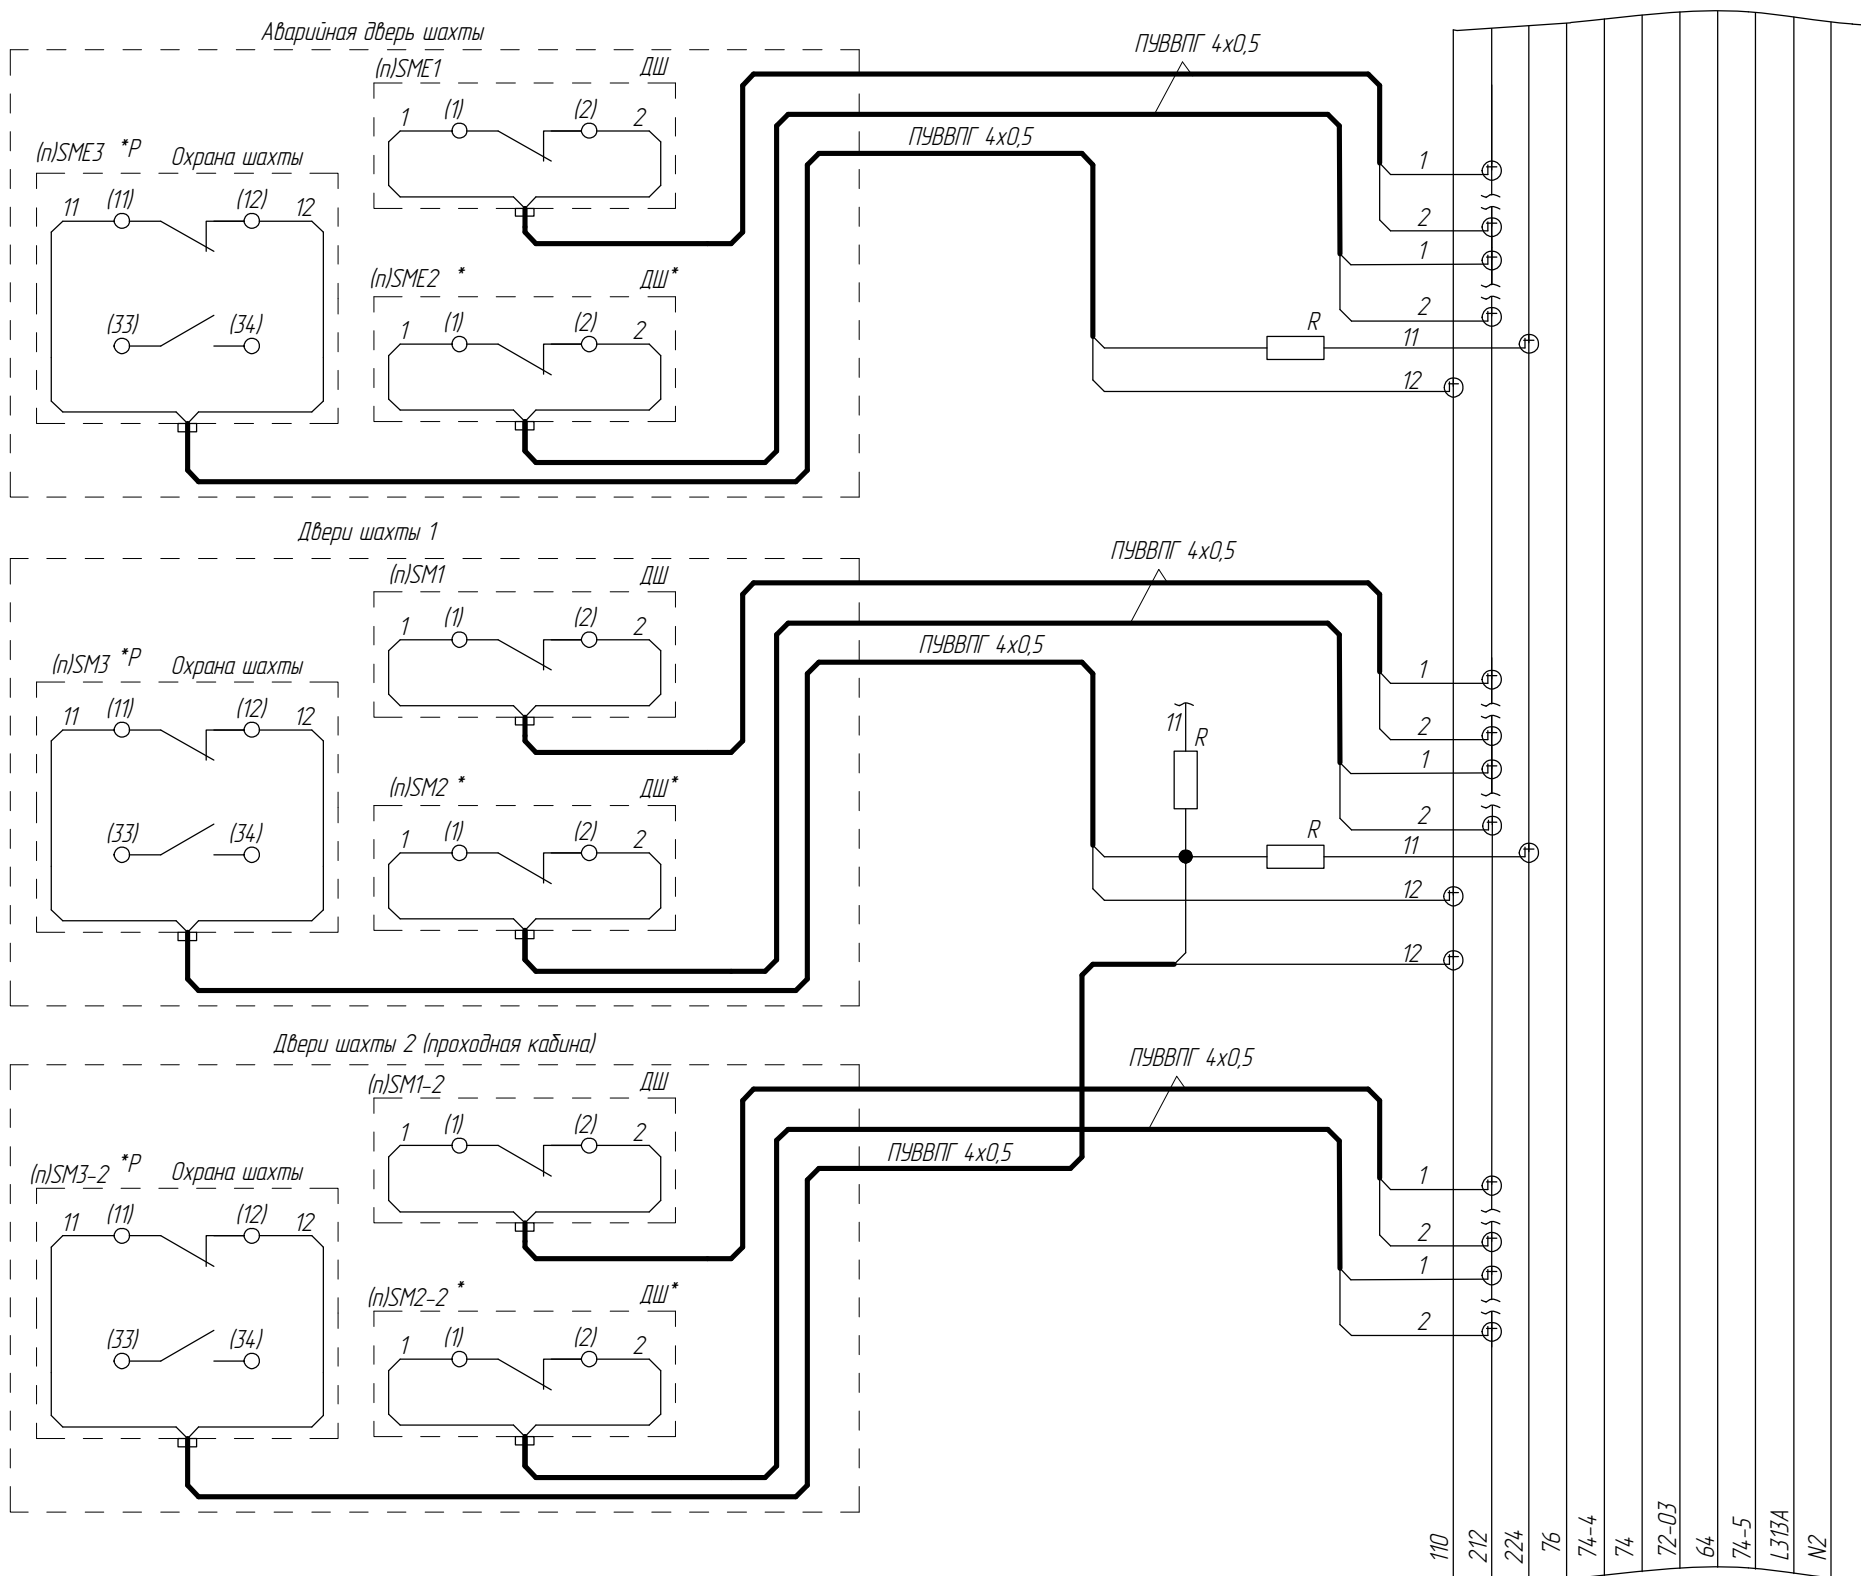 Аварийная дверь шахты
(п)SME1
ДШ
1
(1)
(2)
2
(п)SME3 *Р
Охрана шахты
11
(11)
(12)
12
(33)
(34)
(п)SME2 *
ДШ*
1
(1)
(2)
2
ПУВВПГ 4х0,5
ПУВВПГ 4х0,5
1
2
1
2
R
11
12
Двери шахты 1
(п)SM1
ДШ
1
(1)
(2)
2
(п)SM3 *Р
Охрана шахты
11
(11)
(12)
12
(33)
(34)
(п)SM2 *
ДШ*
1
(1)
(2)
2
ПУВВПГ 4х0,5
ПУВВПГ 4х0,5
1
2
1
2
11
R
R
11
12
12
Двери шахты 2 (проходная кабина)
(п)SM1-2
ДШ
1
(1)
(2)
2
(п)SM3-2 *Р
Охрана шахты
11
(11)
(12)
12
(33)
(34)
(п)SM2-2 *
ДШ*
1
(1)
(2)
2
ПУВВПГ 4х0,5
ПУВВПГ 4х0,5
1
2
1
2
110
212
224
76
74-4
74
72-03
64
74-5
L313A
N2